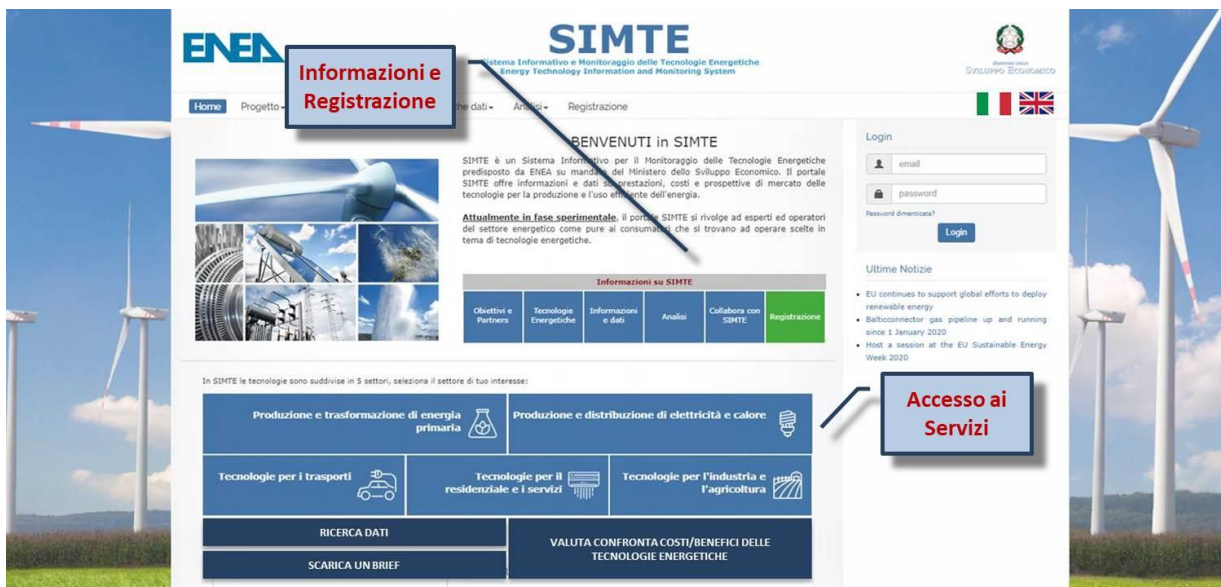 ENEA
SIMTE
Sistema Informativo e Monitoraggio delle Tecnologie Energetiche
Energy Technology Information and Monitoring System
Sviluppo Economico
Informazioni e
Registrazione
Home Progetto Analisi Registrazione
BENVENUTI in SIMTE
SIMTE è un Sistema Informativo per il Monitoraggio delle Tecnologie Energetiche
predisposto da ENEA su mandato del Ministero dello Sviluppo Economico. Il portale
SIMTE offre informazioni e dati su prestazioni, costi e prospettive di mercato delle
tecnologie per la produzione e l'uso efficiente dell'energia.
Attualmente in fase sperimentale, il portale SIMTE si rivolge ad esperti ed operatori
del settore energetico come pure ai consumatori che si trovano ad operare scelte in
tema di tecnologie energetiche.
Informazioni su SIMTE
Obiettivi e
Partners
Tecnologie
Energetiche
Informazioni
e dati
Analisi
Collabora con
SIMTE
Registrazione
Login
email
password
Password dimenticata?
Login
Ultime Notizie
EU continues to support global efforts to deploy
renewable energy
Balticconnector gas pipeline up and running
since 1 January 2020
Host a session at the EU Sustainable Energy
Week 2020
In SIMTE le tecnologie sono suddivise in 5 settori, seleziona il settore di tuo interesse:
Accesso ai
Servizi
Produzione e trasformazione di energia
primaria
Produzione e distribuzione di elettricità e calore
Tecnologie per i trasporti
Tecnologie per il
residenziale e i servizi
Tecnologie per l'industria e
l'agricoltura
RICERCA DATI
SCARICA UN BRIEF
VALUTA CONFRONTA COSTI/BENEFICI DELLE
TECNOLOGIE ENERGETICHE